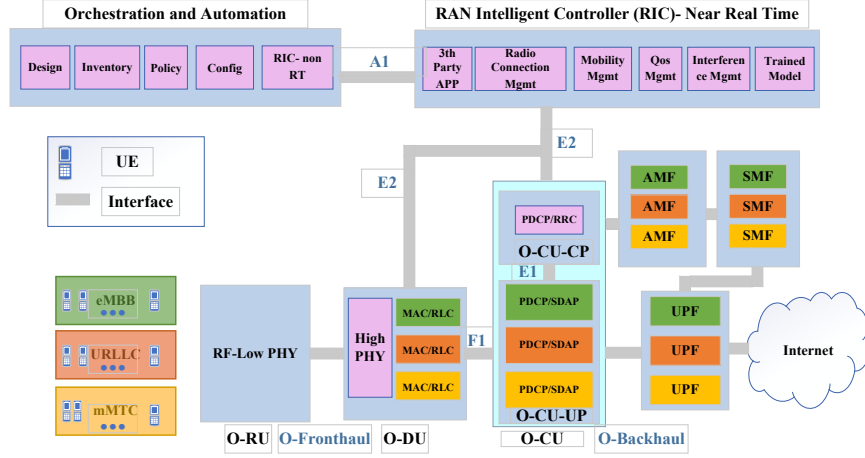 Orchestration and Automation
RAN Intelligent Controller (RIC)- Near Real Time
Design
Inventory
Policy
Config
RIC- non
RT
A1
3th
Party
APP
Radio
Connection
Mgmt
Mobility
Mgmt
Qos
Mgmt
Interferen
ce Mgmt
Trained
Model
UE
Interface
E2
E2
PDCP/RRC
O-CU-CP
E1
AMF
AMF
AMF
SMF
SMF
SMF
eMBB
URLLC
mMTC
RF-Low PHY
High
PHY
MAC/RLC
MAC/RLC
MAC/RLC
F1
PDCP/SDAP
PDCP/SDAP
PDCP/SDAP
O-CU-UP
UPF
UPF
UPF
Internet
O-RU
O-Fronthaul
O-DU
O-CU
O-Backhaul